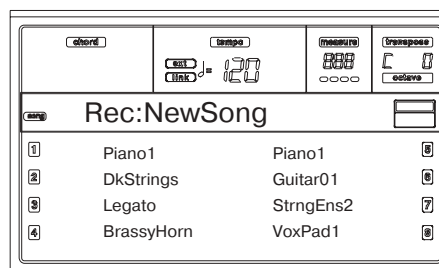 chord tempo measure transpose
ext link ♩= 120 888 C 0
octave
song Rec:NewSong
1 Piano1 Piano1 5
2 DkStrings Guitar01 6
3 Legato StrngEns2 7
4 BrassyHorn VoxPad1 8